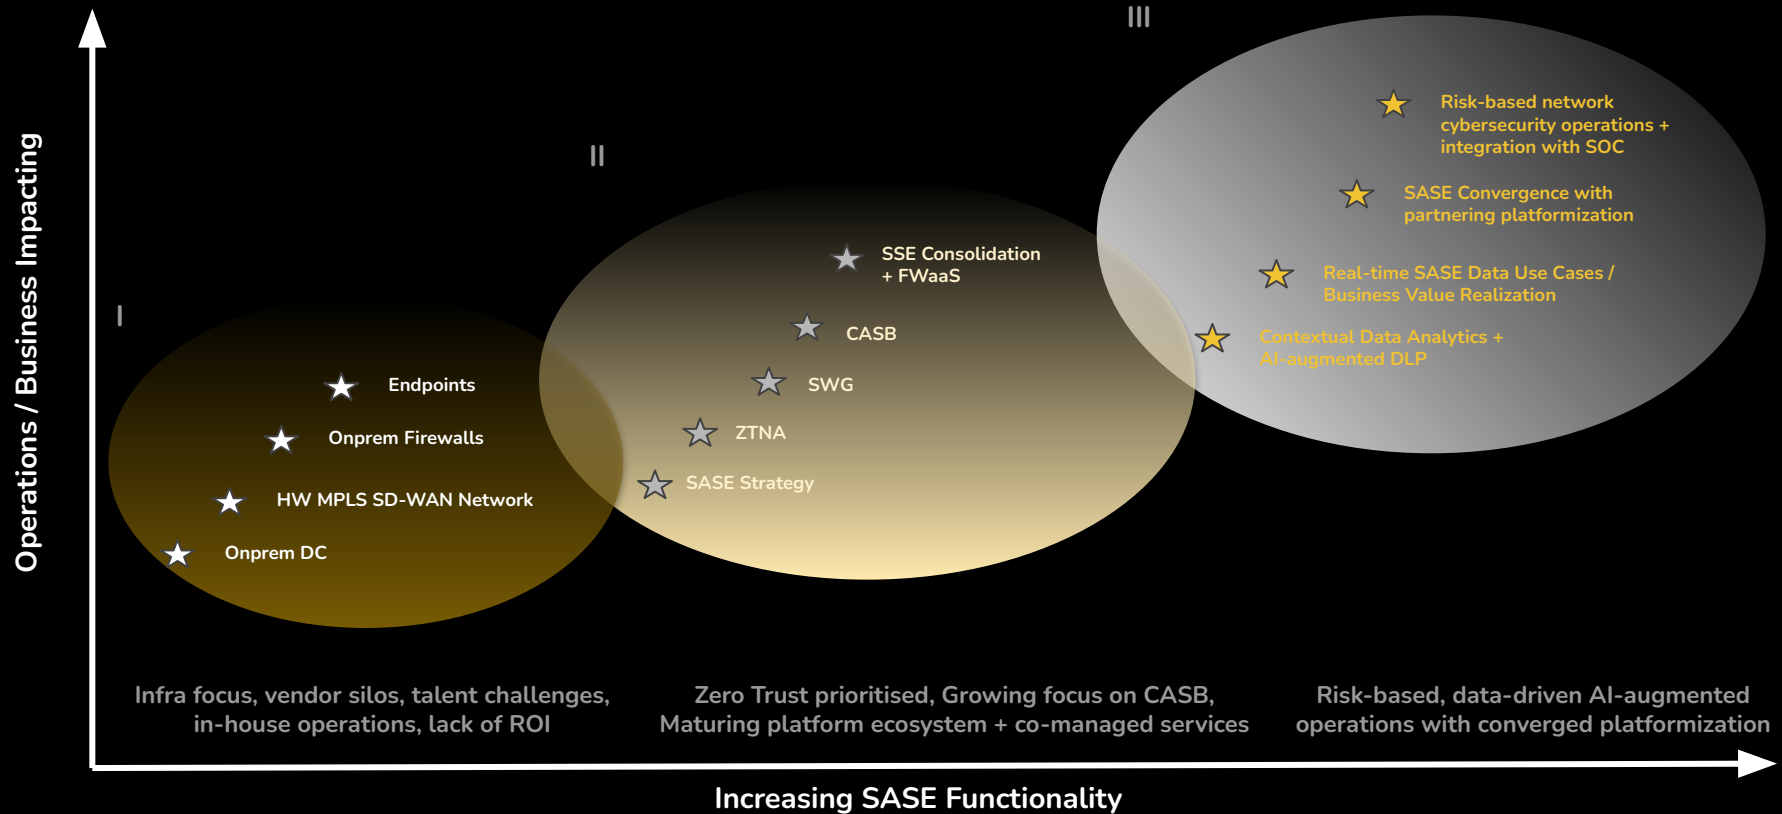 III
Risk-based network
cybersecurity operations +
integration with SOC
II
SASE Convergence with
partnering platformization
SSE Consolidation
+ FWaaS
Real-time SASE Data Use Cases /
Business Value Realization
I
CASB
Contextual Data Analytics +
AI-augmented DLP
Endpoints
SWG
Onprem Firewalls
ZTNA
HW MPLS SD-WAN Network
SASE Strategy
Onprem DC
Operations / Business Impacting
Infra focus, vendor silos, talent challenges,
in-house operations, lack of ROI
Zero Trust prioritised, Growing focus on CASB,
Maturing platform ecosystem + co-managed services
Risk-based, data-driven AI-augmented
operations with converged platformization
Increasing SASE Functionality